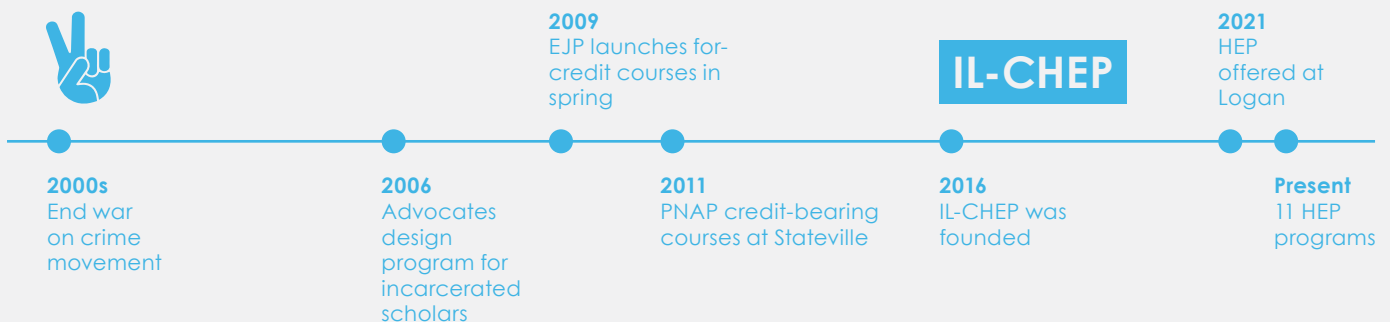 2000s
End war
on crime
movement
2006
Advocates
design
program for
incarcerated
scholars
2009
EJP launches for-
credit courses in
spring
2011
PNAP credit-bearing
courses at Stateville
IL-CHEP
2016
IL-CHEP was
founded
2021
HEP
offered at
Logan
Present
11 HEP
programs